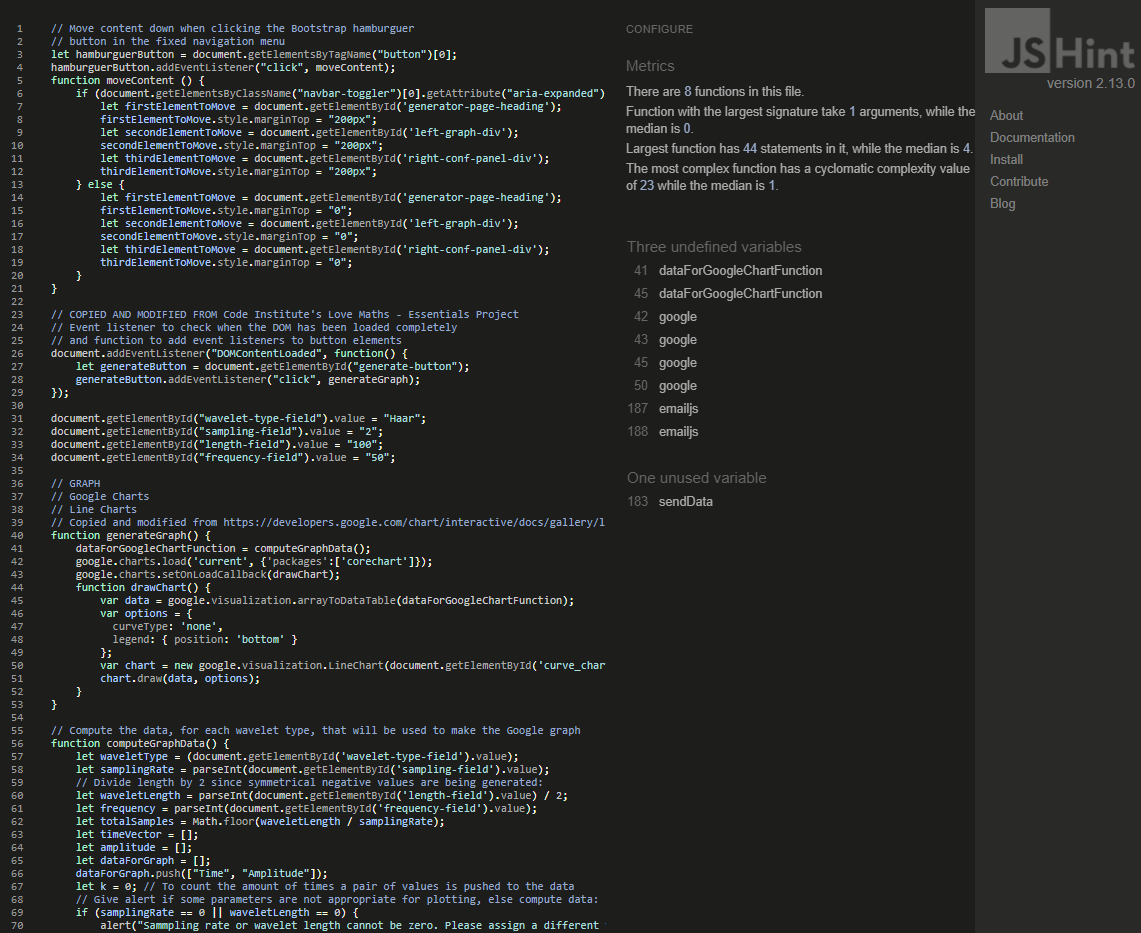 1 // Move content down when clicking the Bootstrap hamburguer
2 // button in the fixed navigation menu
3 let hamburguerButton = document.getElementsByTagName("button")[0];
4 hamburguerButton.addEventListener("click", moveContent);
5 function moveContent () {
6 if (document.getElementsByClassName("navbar-toggler")[0].getAttribute("aria-expanded")
7 let firstElementToMove = document.getElementById('generator-page-heading');
8 firstElementToMove.style.marginTop = "200px";
9 let secondElementToMove = document.getElementById('left-graph-div');
10 secondElementToMove.style.marginTop = "200px";
11 let thirdElementToMove = document.getElementById('right-conf-panel-div');
12 thirdElementToMove.style.marginTop = "200px";
13 } else {
14 let firstElementToMove = document.getElementById('generator-page-heading');
15 firstElementToMove.style.marginTop = "0";
16 let secondElementToMove = document.getElementById('left-graph-div');
17 secondElementToMove.style.marginTop = "0";
18 let thirdElementToMove = document.getElementById('right-conf-panel-div');
19 thirdElementToMove.style.marginTop = "0";
20 }
21 }
22
23 // COPIED AND MODIFIED FROM Code Institute's Love Maths - Essentials Project
24 // Event listener to check when the DOM has been loaded completely
25 // and function to add event listeners to button elements
26 document.addEventListener("DOMContentLoaded", function() {
27 let generateButton = document.getElementById("generate-button");
28 generateButton.addEventListener("click", generateGraph);
29 });
30
31 document.getElementById("wavelet-type-field").value = "Haar";
32 document.getElementById("sampling-field").value = "2";
33 document.getElementById("length-field").value = "100";
34 document.getElementById("frequency-field").value = "50";
35
36 // GRAPH
37 // Google Charts
38 // Line Charts
39 // Copied and modified from https://developers.google.com/chart/interactive/docs/gallery/l
40 function generateGraph() {
41 dataForGoogleChartFunction = computeGraphData();
42 google.charts.load('current', {'packages':['corechart']});
43 google.charts.setOnLoadCallback(drawChart);
44 function drawChart() {
45 var data = google.visualization.arrayToDataTable(dataForGoogleChartFunction);
46 var options = {
47 curveType: 'none',
48 legend: { position: 'bottom' }
49 };
50 var chart = new google.visualization.LineChart(document.getElementById('curve_char
51 chart.draw(data, options);
52 }
53 }
54
55 // Compute the data, for each wavelet type, that will be used to make the Google graph
56 function computeGraphData() {
57 let waveletType = (document.getElementById('wavelet-type-field').value);
58 let samplingRate = parseInt(document.getElementById('sampling-field').value);
59 // Divide length by 2 since symmetrical negative values are being generated:
60 let waveletLength = parseInt(document.getElementById('length-field').value) / 2;
61 let frequency = parseInt(document.getElementById('frequency-field').value);
62 let totalSamples = Math.floor(waveletLength / samplingRate);
63 let timeVector = [];
64 let amplitude = [];
65 let dataForGraph = [];
66 dataForGraph.push(["Time", "Amplitude"]);
67 let k = 0; // To count the amount of times a pair of values is pushed to the data
68 // Give alert if some parameters are not appropriate for plotting, else compute data:
69 if (samplingRate == 0 || waveletLength == 0) {
70 alert("Sammpling rate or wavelet length cannot be zero. Please assign a different
CONFIGURE
Metrics
There are 8 functions in this file.
Function with the largest signature take 1 arguments, while the
median is 0.
Largest function has 44 statements in it, while the median is 4.
The most complex function has a cyclomatic complexity value
of 23 while the median is 1.
Three undefined variables
41 dataForGoogleChartFunction
45 dataForGoogleChartFunction
42 google
43 google
45 google
50 google
187 emailjs
188 emailjs
One unused variable
183 sendData
JSHint
version 2.13.0
About
Documentation
Install
Contribute
Blog